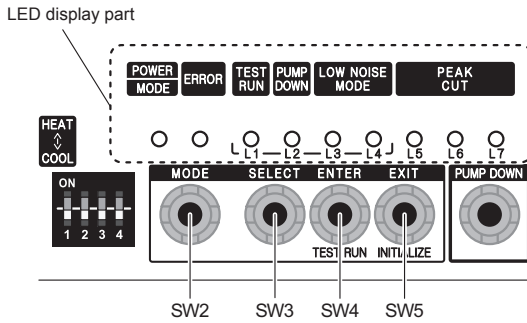 LED display part
POWER MODE ERROR TEST RUN PUMP DOWN LOW NOISE MODE PEAK CUT
HEAT COOL
L1 L2 L3 L4 L5 L6 L7
ON
1 2 3 4
MODE SELECT ENTER EXIT PUMP DOWN
TEST RUN INITIALIZE
SW2 SW3 SW4 SW5